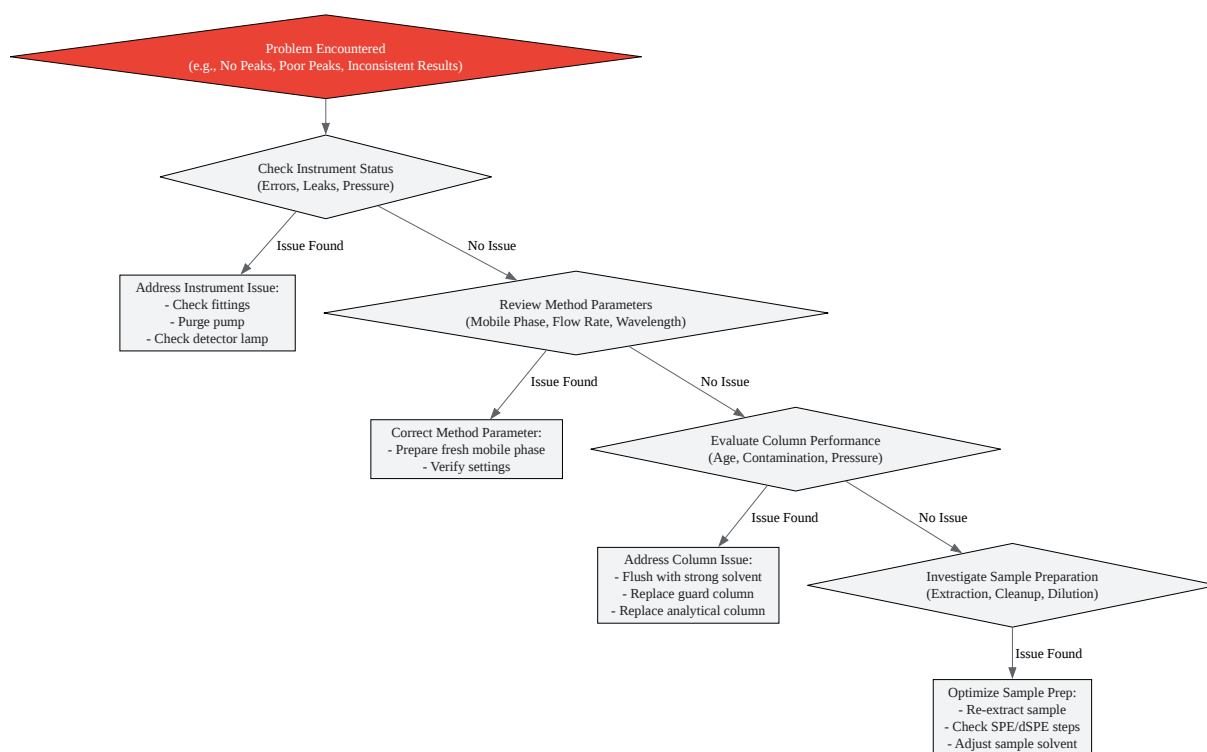 Problem Encountered
(e.g., No Peaks, Poor Peaks, Inconsistent Results)
Check Instrument Status
(Errors, Leaks, Pressure)
Issue Found
No Issue
Address Instrument Issue:
- Check fittings
- Purge pump
- Check detector lamp
Review Method Parameters
(Mobile Phase, Flow Rate, Wavelength)
Issue Found
No Issue
Correct Method Parameter:
- Prepare fresh mobile phase
- Verify settings
Evaluate Column Performance
(Age, Contamination, Pressure)
Issue Found
No Issue
Address Column Issue:
- Flush with strong solvent
- Replace guard column
- Replace analytical column
Investigate Sample Preparation
(Extraction, Cleanup, Dilution)
Issue Found
Optimize Sample Prep:
- Re-extract sample
- Check SPE/dSPE steps
- Adjust sample solvent